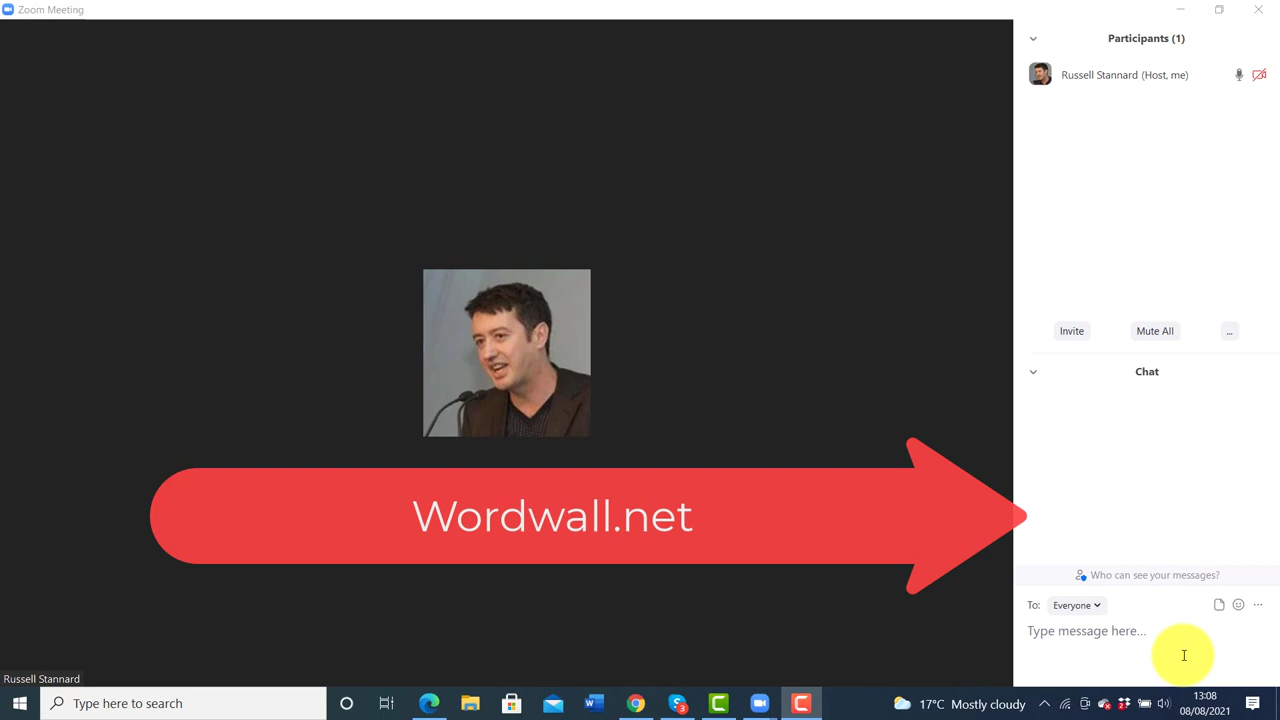 Zoom Meeting
Participants (1)
Russell Stannard (Host, me)
Invite
Mute All
...
Chat
Wordwall.net
Who can see your messages?
To:
Everyone
Type message here...
Russell Stannard
Type here to search
3
2
17°C Mostly cloudy
13:08
08/08/2021